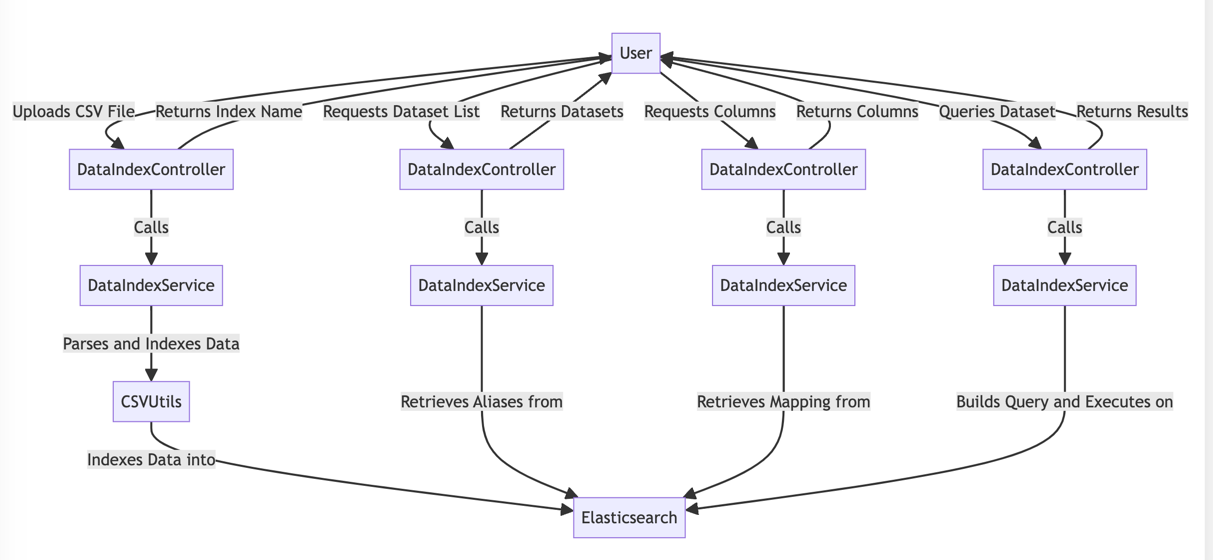 User
Uploads CSV File
Returns Index Name
Requests Dataset List
Returns Datasets
Requests Columns
Returns Columns
Queries Dataset
Returns Results
DataIndexController
DataIndexController
DataIndexController
DataIndexController
Calls
Calls
Calls
Calls
DataIndexService
DataIndexService
DataIndexService
DataIndexService
Parses and Indexes Data
CSVUtils
Retrieves Aliases from
Retrieves Mapping from
Builds Query and Executes on
Indexes Data into
Elasticsearch